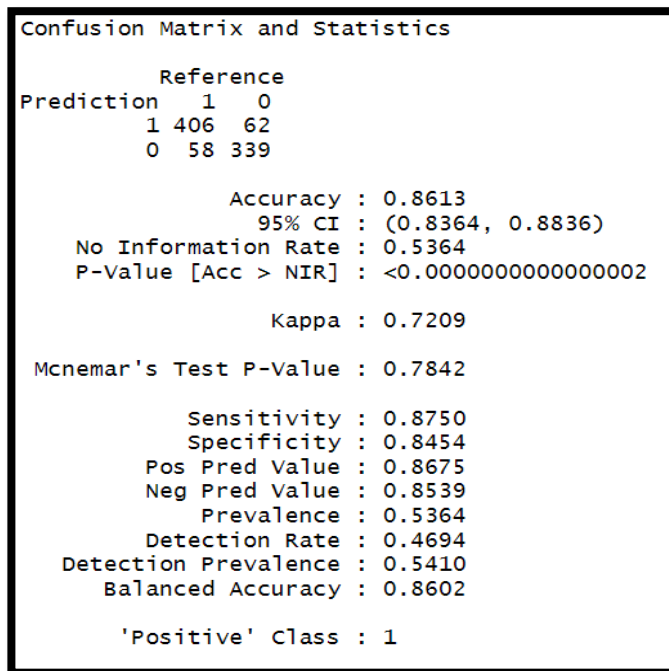 Confusion Matrix and Statistics
Reference
Prediction 1 0
1 406 62
0 58 339
Accuracy : 0.8613
95% CI : (0.8364, 0.8836)
No Information Rate : 0.5364
P-Value [Acc > NIR] : <0.0000000000000002
Kappa : 0.7209
Mcnemar's Test P-Value : 0.7842
Sensitivity : 0.8750
Specificity : 0.8454
Pos Pred Value : 0.8675
Neg Pred Value : 0.8539
Prevalence : 0.5364
Detection Rate : 0.4694
Detection Prevalence : 0.5410
Balanced Accuracy : 0.8602
'Positive' Class : 1